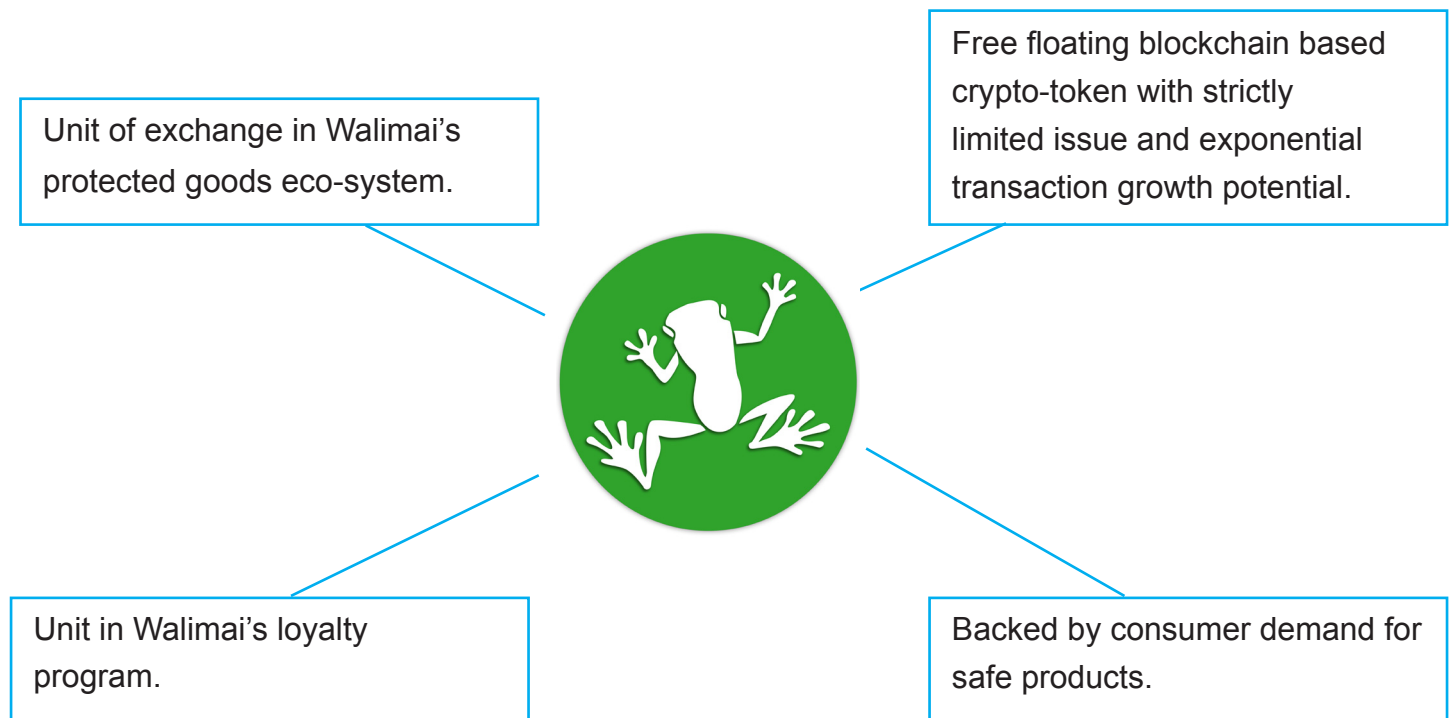 Unit of exchange in Walimai’s
protected goods eco-system.
Free floating blockchain based
crypto-token with strictly
limited issue and exponential
transaction growth potential.
Unit in Walimai’s loyalty
program.
Backed by consumer demand for
safe products.